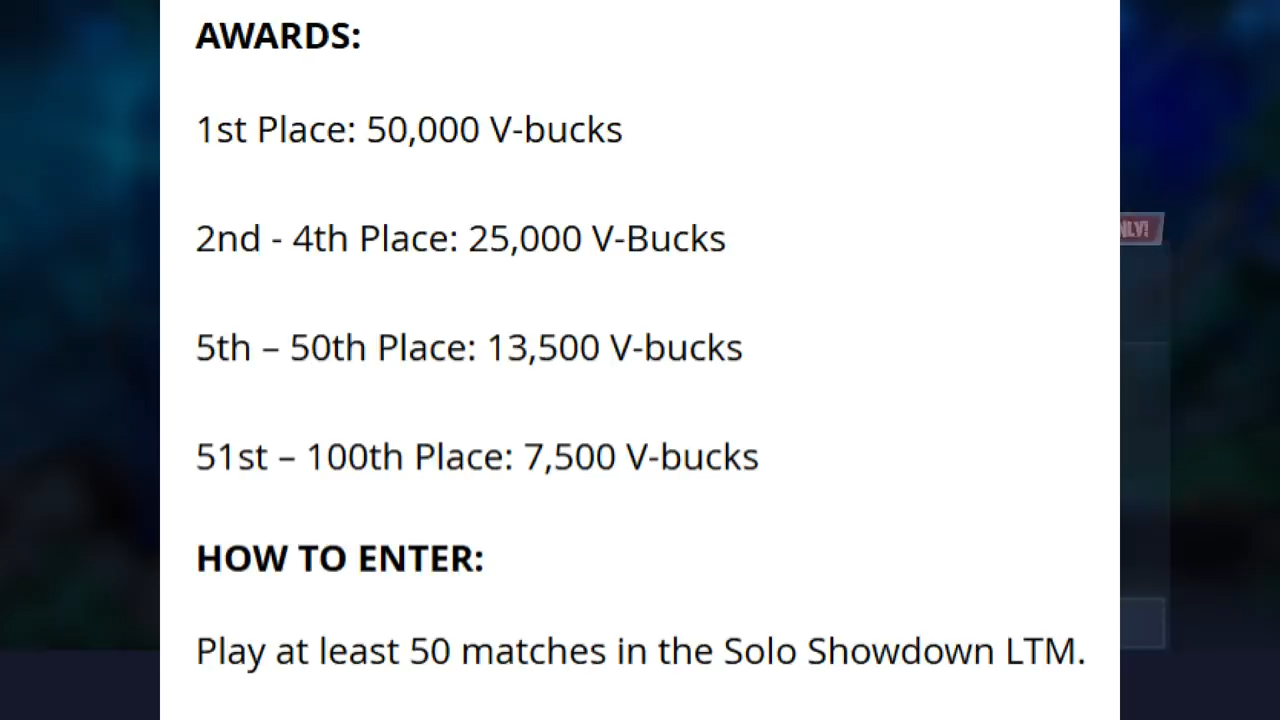 AWARDS:
1st Place: 50,000 V-bucks
2nd - 4th Place: 25,000 V-Bucks
5th – 50th Place: 13,500 V-bucks
51st – 100th Place: 7,500 V-bucks
HOW TO ENTER:
Play at least 50 matches in the Solo Showdown LTM.